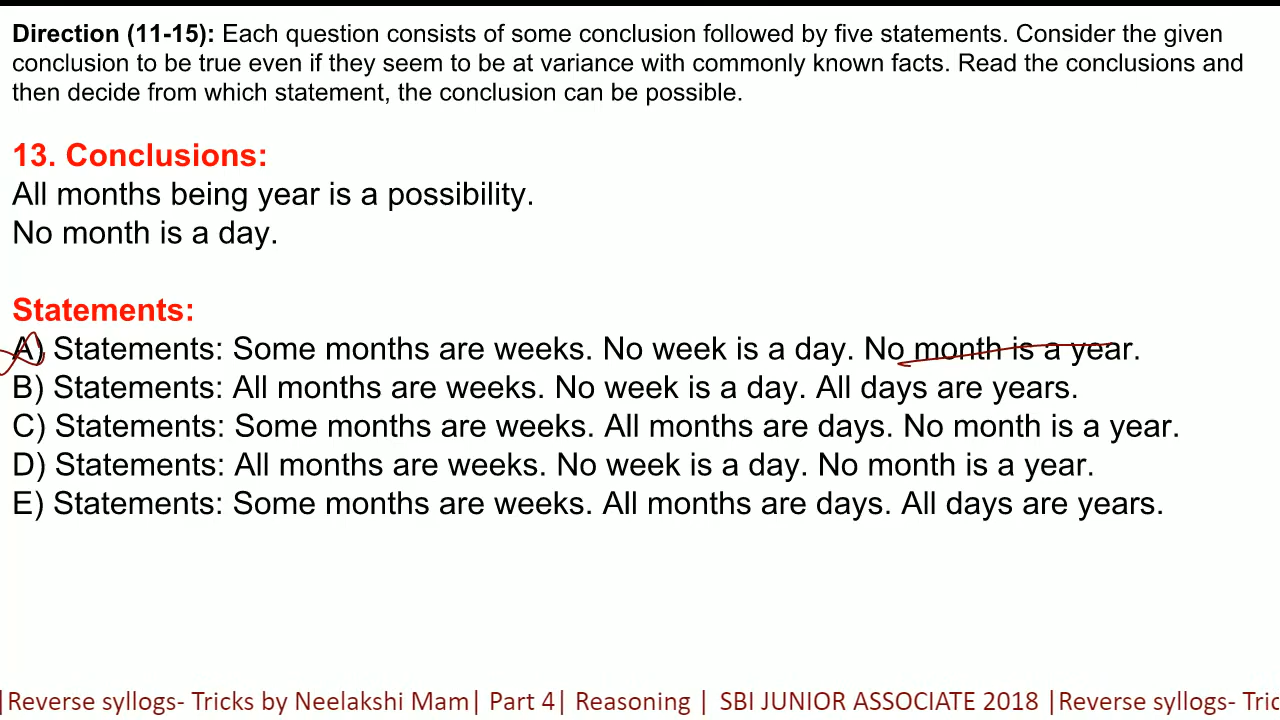 Direction (11-15): Each question consists of some conclusion followed by five statements. Consider the given
conclusion to be true even if they seem to be at variance with commonly known facts. Read the conclusions and
then decide from which statement, the conclusion can be possible.
13. Conclusions:
All months being year is a possibility.
No month is a day.
Statements:
A) Statements: Some months are weeks. No week is a day. No month is a year.
B) Statements: All months are weeks. No week is a day. All days are years.
C) Statements: Some months are weeks. All months are days. No month is a year.
D) Statements: All months are weeks. No week is a day. No month is a year.
E) Statements: Some months are weeks. All months are days. All days are years.
|Reverse syllogs- Tricks by Neelakshi Mam| Part 4| Reasoning | SBI JUNIOR ASSOCIATE 2018 |Reverse syllogs- Tric